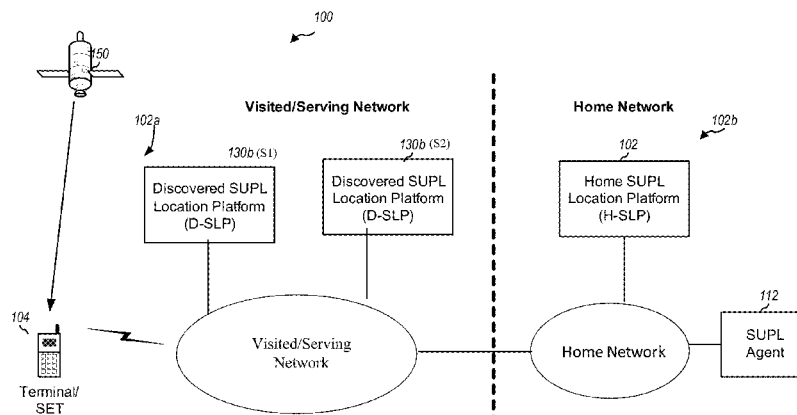 100
150
Visited/Serving Network
Home Network
102a
130b (S1)
130b (S2)
102
102b
Discovered SUPL
Location Platform
(D-SLP)
Discovered SUPL
Location Platform
(D-SLP)
Home SUPL
Location Platform
(H-SLP)
104
112
Visited/Serving
Network
Home Network
SUPL
Agent
Terminal/
SET